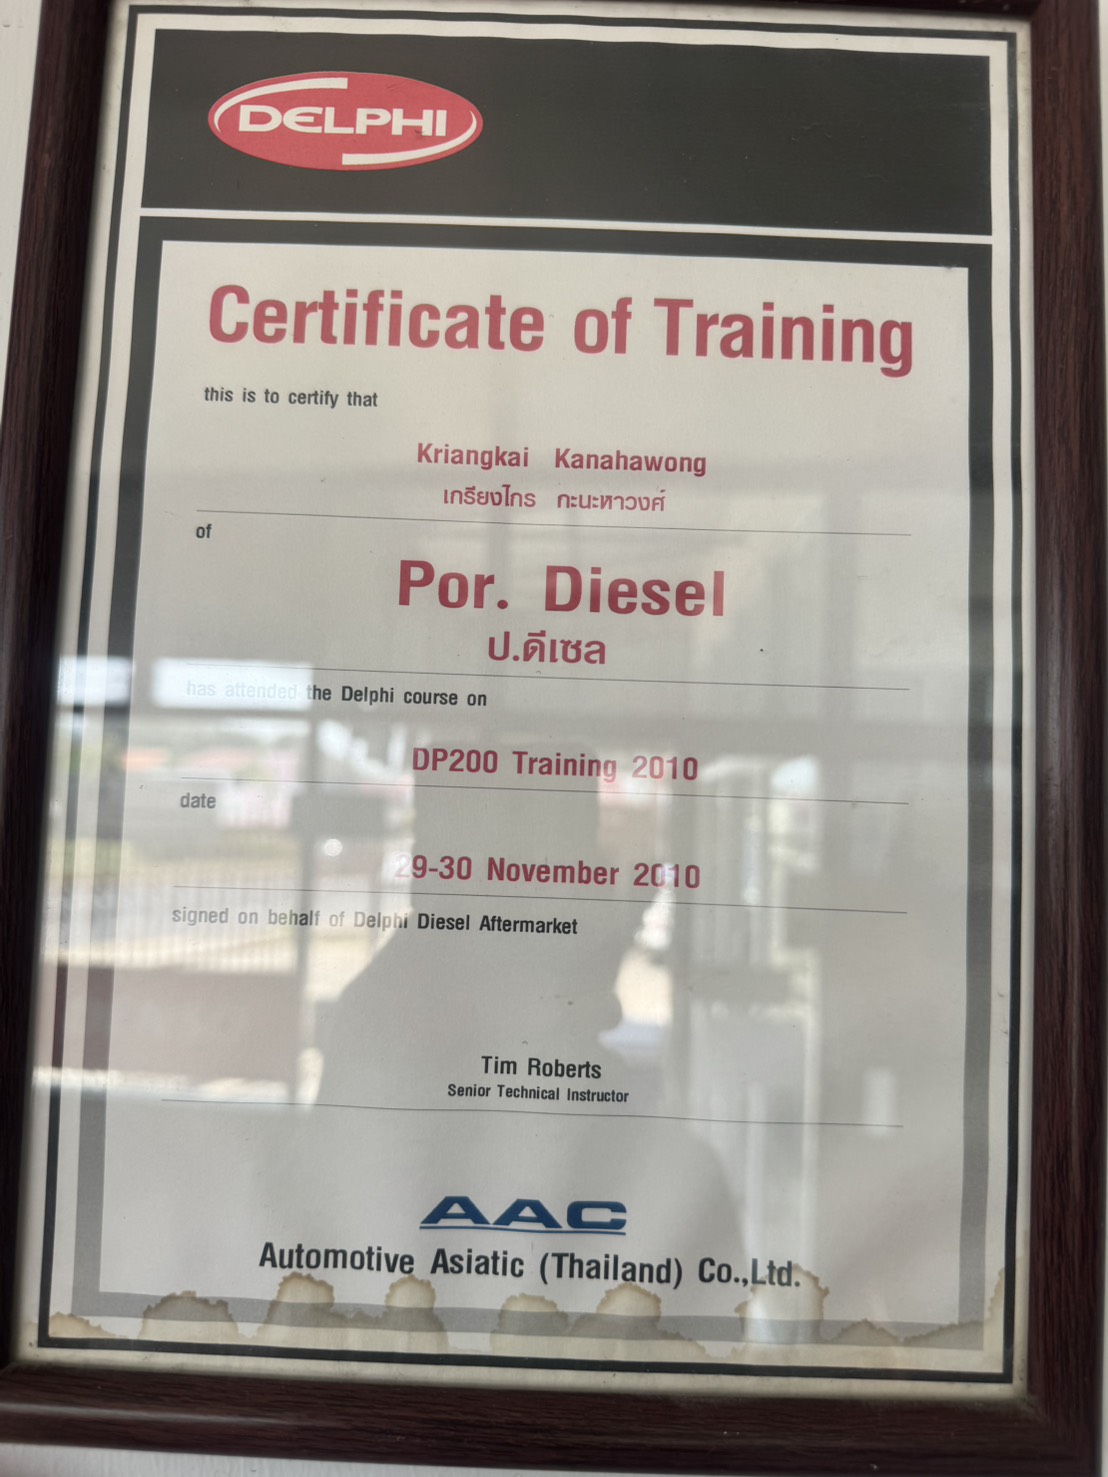 DELPHI
Certificate of Training
this is to certify that
Kriangkai Kanahawong
เกรียงไกร กะนะหาวงศ์
of
Por. Diesel
ป.ดีเซล
has attended the Delphi course on
DP200 Training 2010
date
29-30 November 2010
signed on behalf of Delphi Diesel Aftermarket
Tim Roberts
Senior Technical Instructor
AAC
Automotive Asiatic (Thailand) Co.,Ltd.